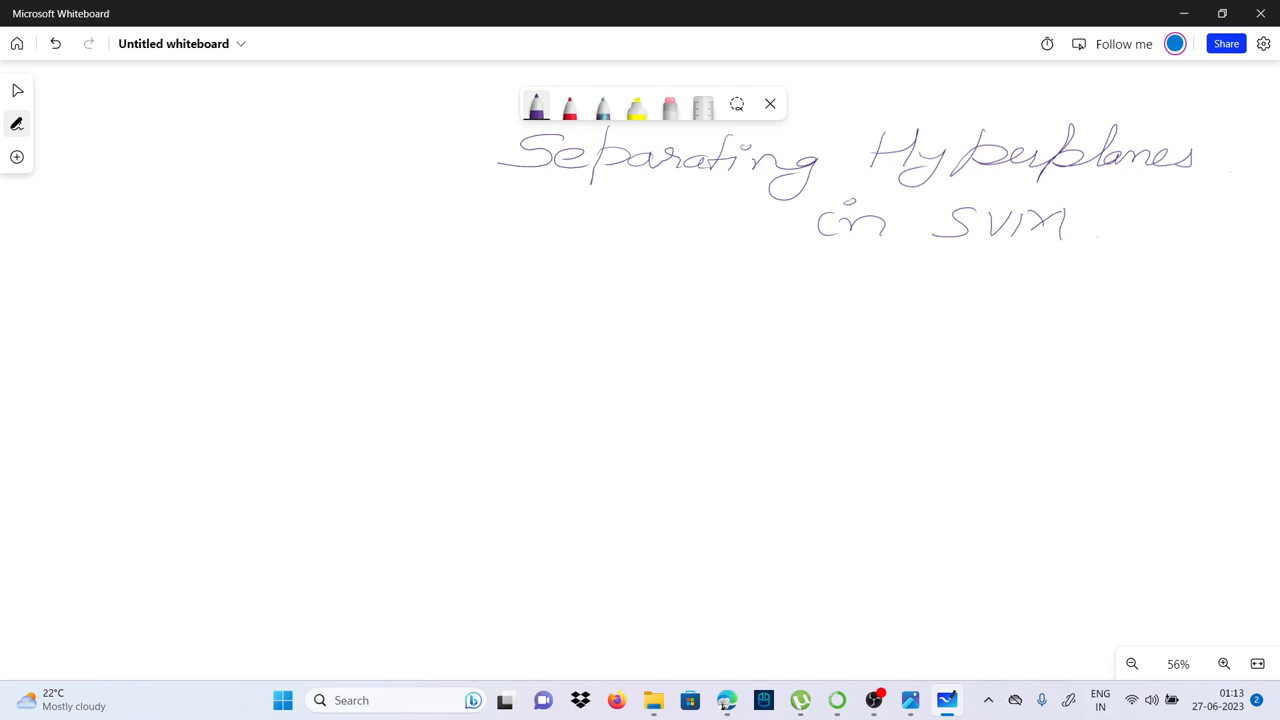 Microsoft Whiteboard
Untitled whiteboard
Follow me
Share
Separating Hyperplanes
in SVM
56%
22°C
Mostly cloudy
Search
ENG
IN
01:13
27-06-2023
2